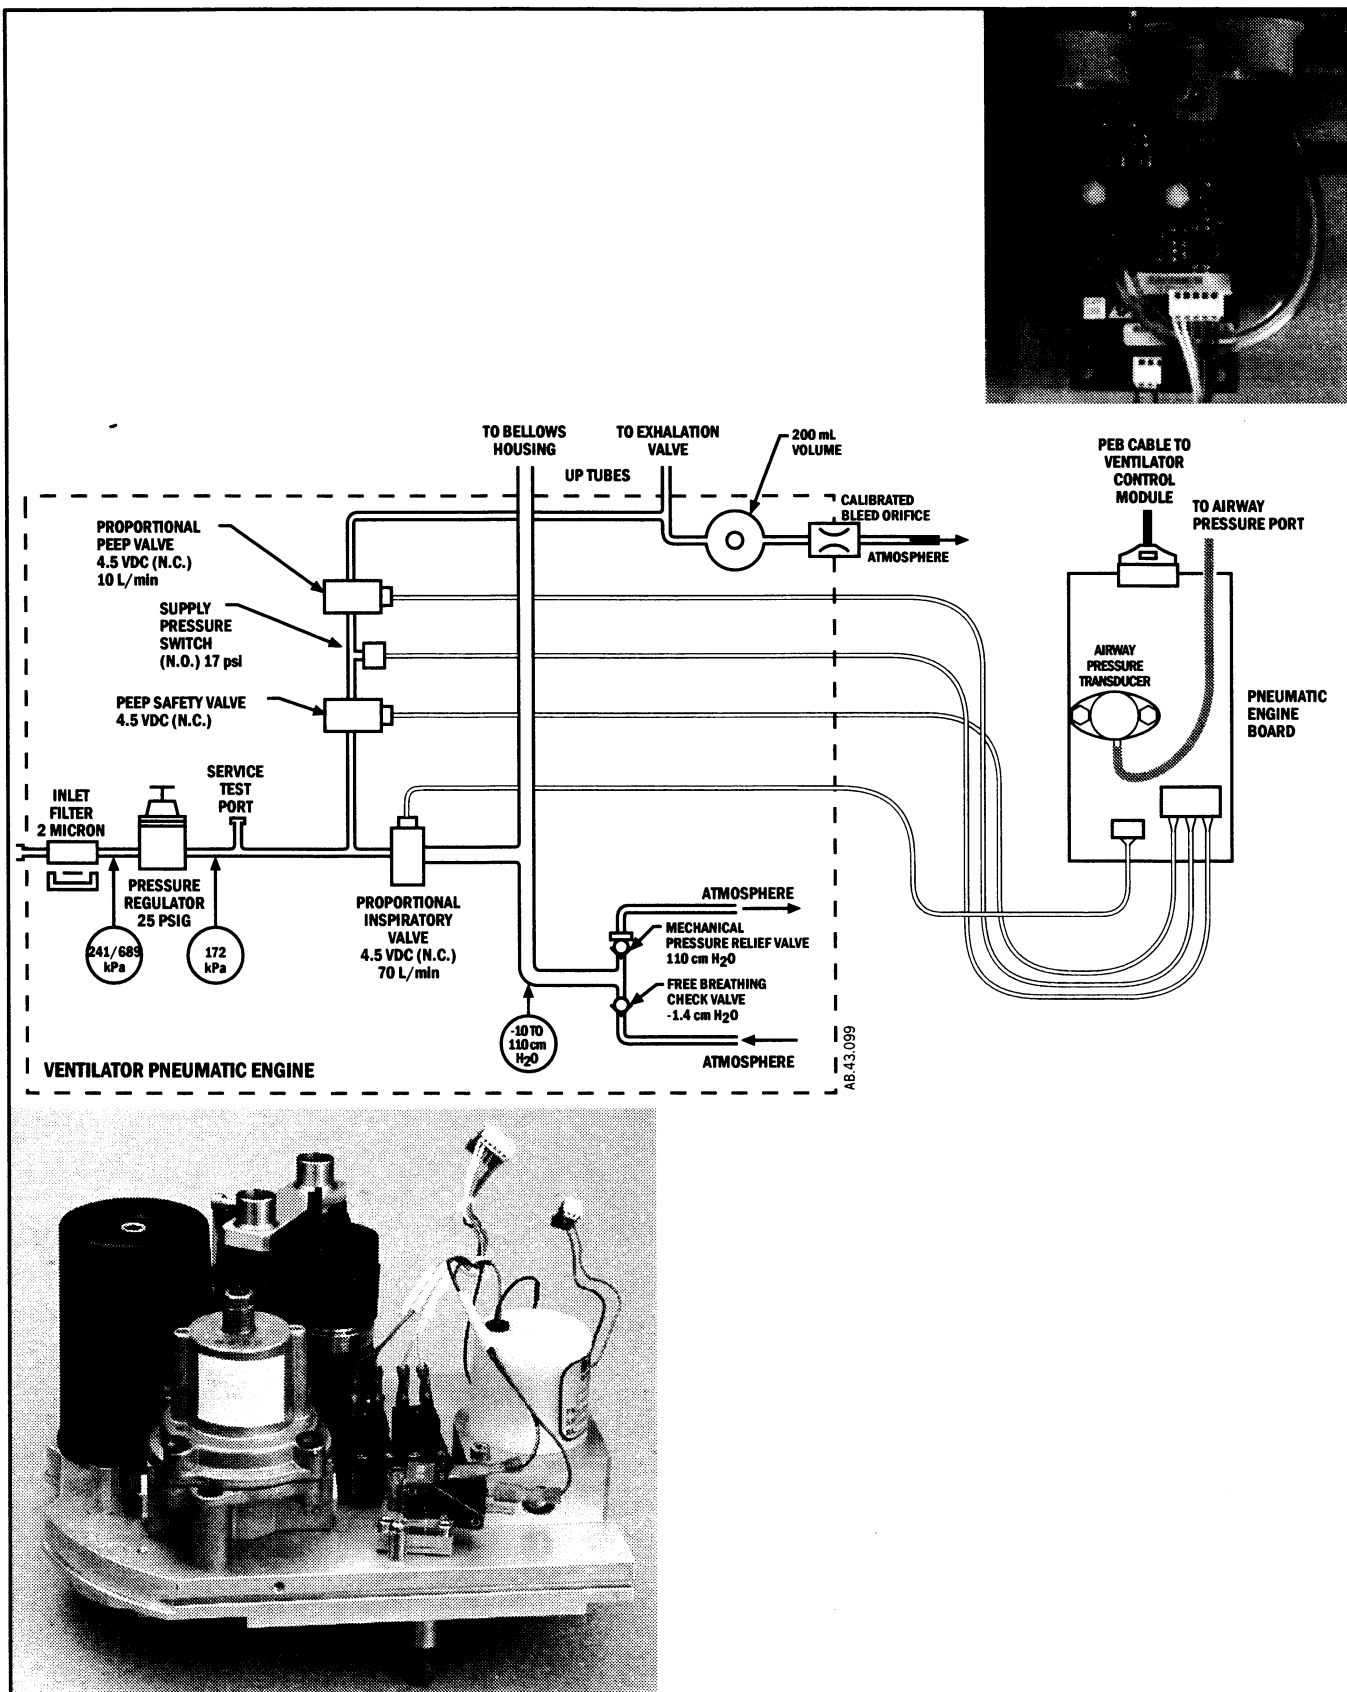 TO BELLOWS
HOUSING
TO EXHALATION
VALVE
UP TUBES
200 mL
VOLUME
CALIBRATED
BLEED ORIFICE
ATMOSPHERE
PEB CABLE TO
VENTILATOR
CONTROL
MODULE
TO AIRWAY
PRESSURE PORT
PROPORTIONAL
PEEP VALVE
4.5 VDC (N.C.)
10 L/min
SUPPLY
PRESSURE
SWITCH
(N.O.) 17 psi
PEEP SAFETY VALVE
4.5 VDC (N.C.)
AIRWAY
PRESSURE
TRANSDUCER
PNEUMATIC
ENGINE
BOARD
SERVICE
TEST
PORT
INLET
FILTER
2 MICRON
PRESSURE
REGULATOR
25 PSIG
241/689
kPa
172
kPa
PROPORTIONAL
INSPIRATORY
VALVE
4.5 VDC (N.C.)
70 L/min
ATMOSPHERE
MECHANICAL
PRESSURE RELIEF VALVE
110 cm H2O
FREE BREATHING
CHECK VALVE
-1.4 cm H2O
-10 TO
110 cm
H2O
ATMOSPHERE
VENTILATOR PNEUMATIC ENGINE
AB.43.099